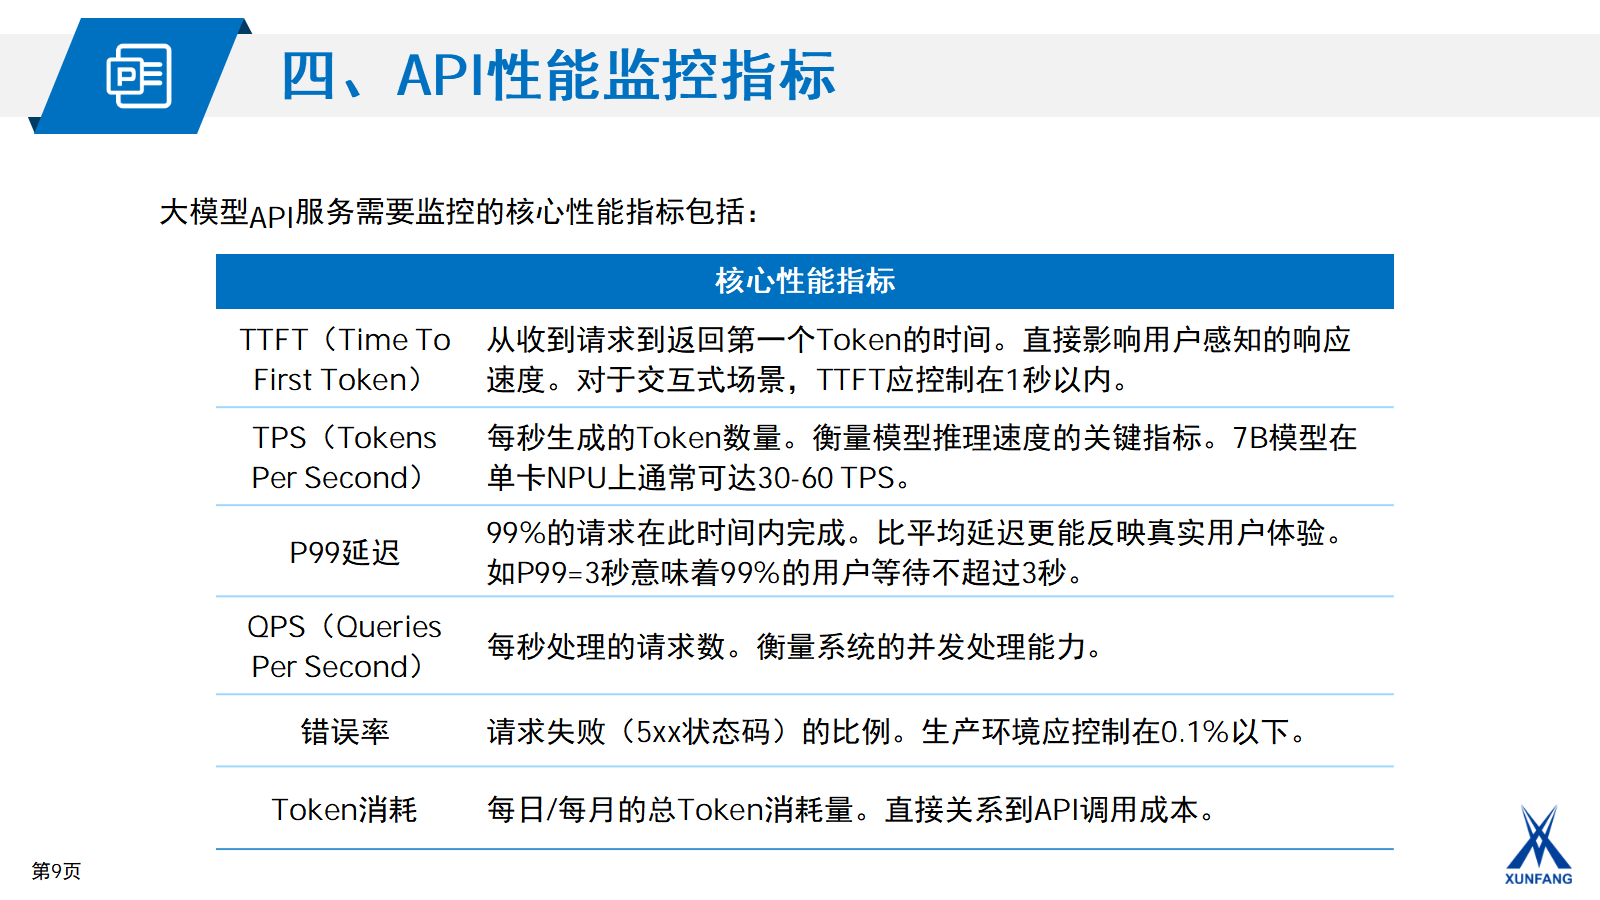 四、API性能监控指标
大模型API服务需要监控的核心性能指标包括：
核心性能指标
TTFT（Time To
First Token）
从收到请求到返回第一个Token的时间。直接影响用户感知的响应
速度。对于交互式场景，TTFT应控制在1秒以内。
TPS（Tokens
Per Second）
每秒生成的Token数量。衡量模型推理速度的关键指标。7B模型在
单卡NPU上通常可达30-60 TPS。
P99延迟
99%的请求在此时间内完成。比平均延迟更能反映真实用户体验。
如P99=3秒意味着99%的用户等待不超过3秒。
QPS（Queries
Per Second）
每秒处理的请求数。衡量系统的并发处理能力。
错误率
请求失败（5xx状态码）的比例。生产环境应控制在0.1%以下。
Token消耗
每日/每月的总Token消耗量。直接关系到API调用成本。
第9页
XUNFANG